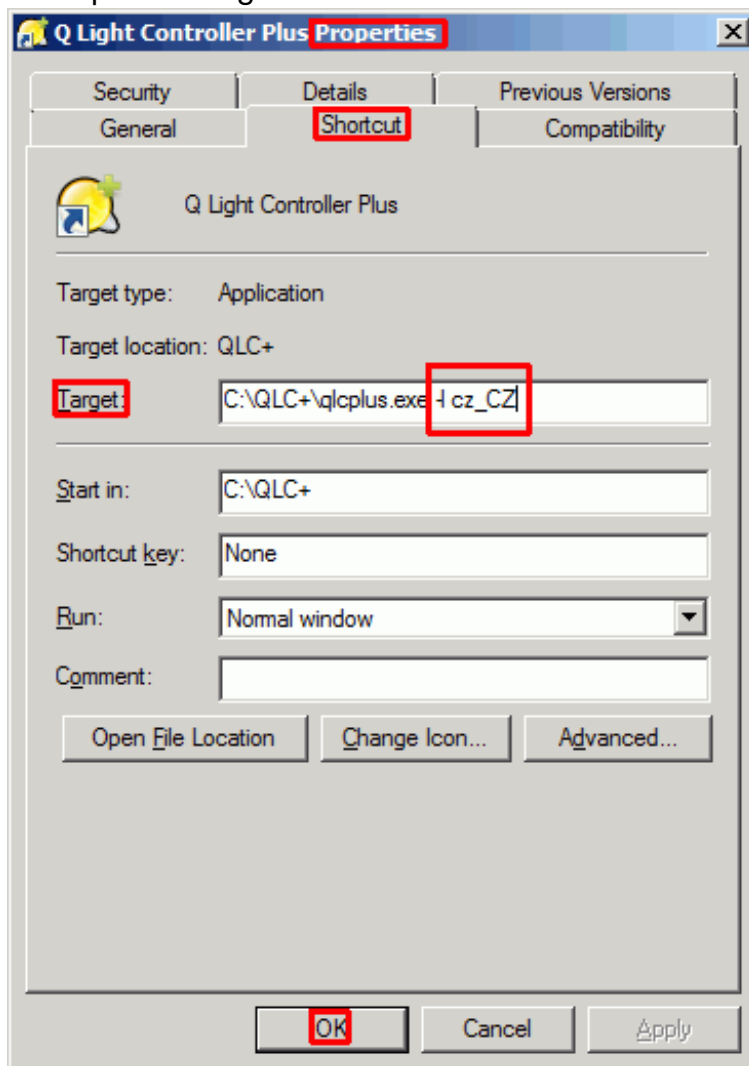 Q Light Controller Plus Properties
Security Details Previous Versions
General Shortcut Compatibility
Q Light Controller Plus
Target type: Application
Target location: QLC+
Target: C:\QLC+\qlcplus.exe -l cz_CZ
Start in: C:\QLC+
Shortcut key: None
Run: Normal window
Comment:
Open File Location Change Icon... Advanced...
OK Cancel Apply